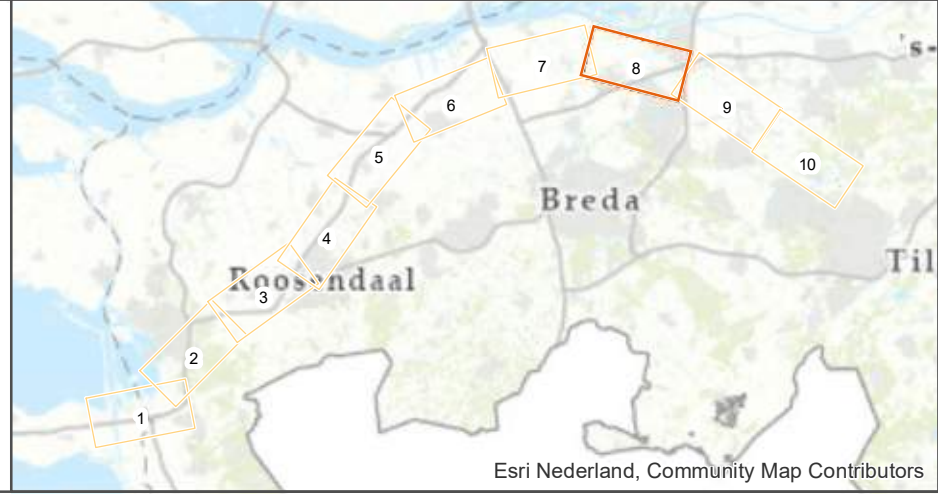 's-
7
8
6
9
5
10
Breda
4
Til
Roosendaal
3
2
1
Esri Nederland, Community Map Contributors